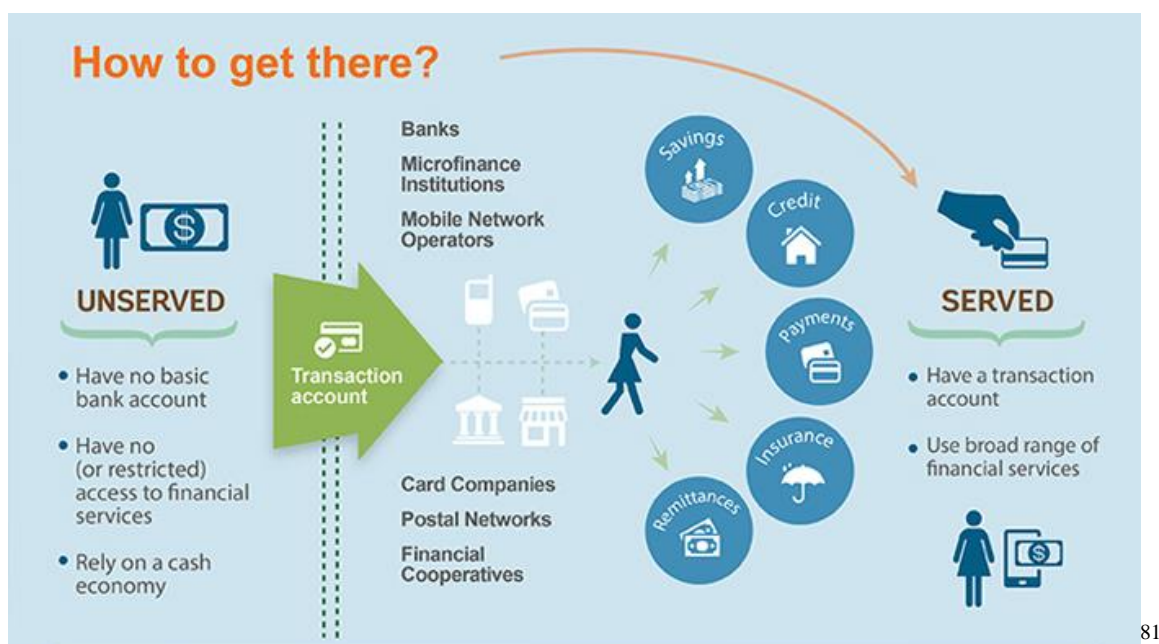 How to get there?
UNSERVED
Have no basic
bank account
Have no
(or restricted)
access to financial
services
Rely on a cash
economy
Transaction
account
Banks
Microfinance
Institutions
Mobile Network
Operators
Card Companies
Postal Networks
Financial
Cooperatives
Savings
Credit
Payments
Insurance
Remittances
SERVED
Have a transaction
account
Use broad range of
financial services
81